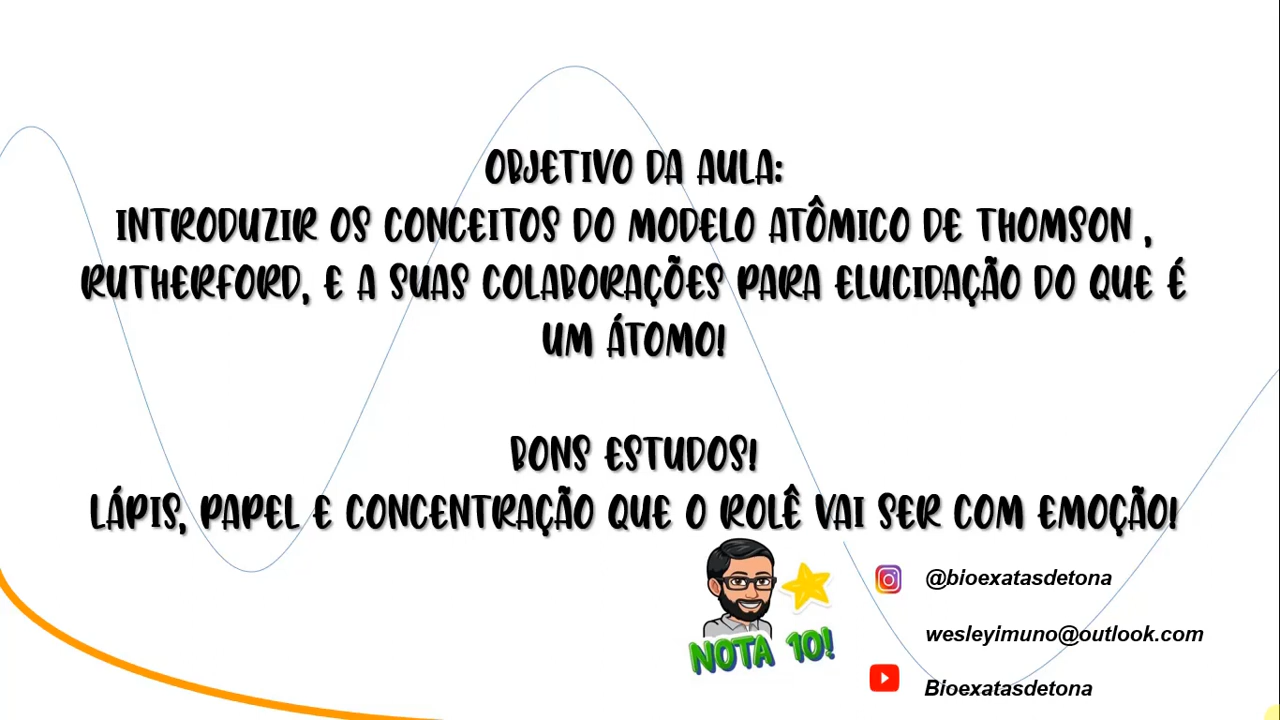 OBJETIVO DA AULA:
INTRODUZIR OS CONCEITOS DO MODELO ATÔMICO DE THOMSON ,
RUTHERFORD, E A SUAS COLABORAÇÕES PARA ELUCIDAÇÃO DO QUE É
UM ÁTOMO!
BONS ESTUDOS!
LÁPIS, PAPEL E CONCENTRAÇÃO QUE O ROLÊ VAI SER COM EMOÇÃO!
NOTA 10!
@bioexatasdetona
wesleyimuno@outlook.com
Bioexatasdetona